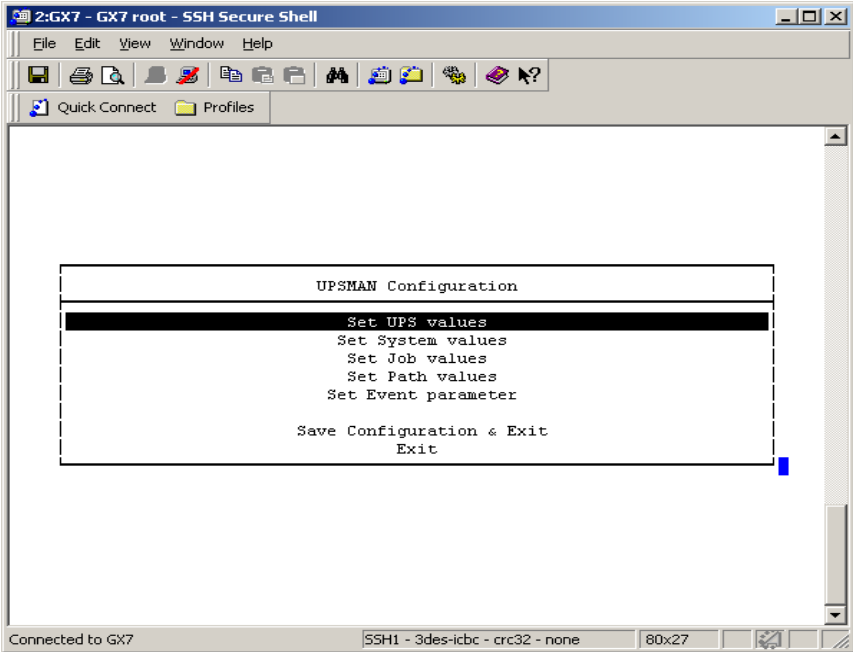 2:GX7 - GX7 root - SSH Secure Shell
File Edit View Window Help
Quick Connect Profiles
UPSMAN Configuration
Set UPS values
Set System values
Set Job values
Set Path values
Set Event parameter
Save Configuration & Exit
Exit
Connected to GX7 SSH1 - 3des-icbc - crc32 - none 80x27